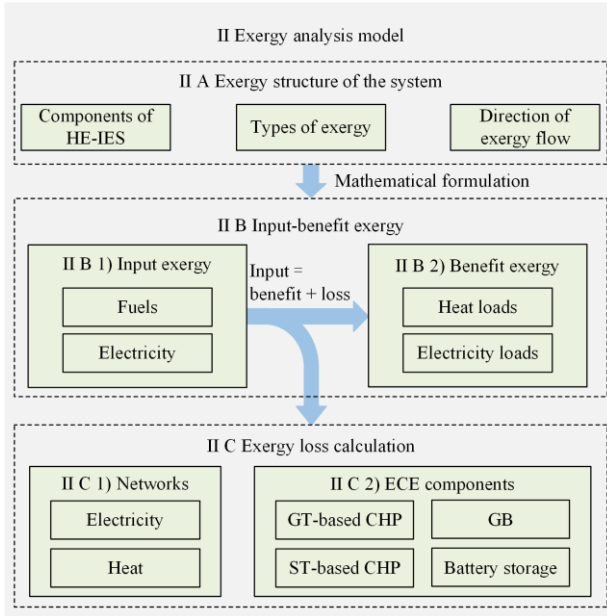 II Exergy analysis model
II A Exergy structure of the system
Components of
HE-IES
Types of exergy
Direction of
exergy flow
Mathematical formulation
II B Input-benefit exergy
II B 1) Input exergy
Fuels
Electricity
Input =
benefit + loss
II B 2) Benefit exergy
Heat loads
Electricity loads
II C Exergy loss calculation
II C 1) Networks
Electricity
Heat
II C 2) ECE components
GT-based CHP
GB
ST-based CHP
Battery storage